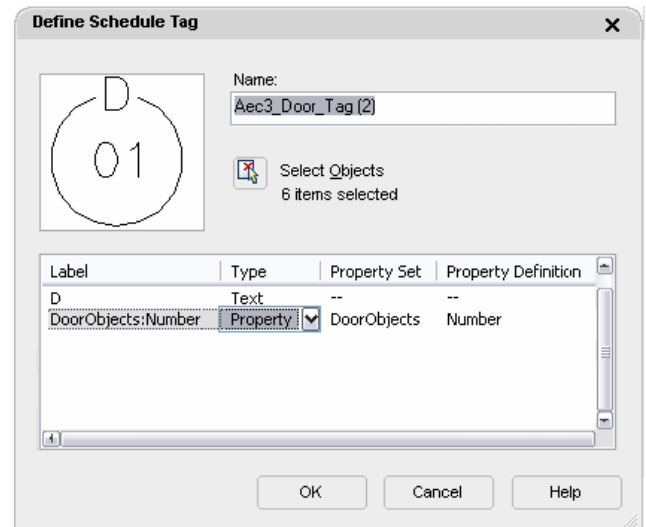 Define Schedule Tag
D
01
Name:
Aec3_Door_Tag (2)
Select Objects
6 items selected
Label Type Property Set Property Definition
D Text -- --
DoorObjects:Number Property DoorObjects Number
OK Cancel Help